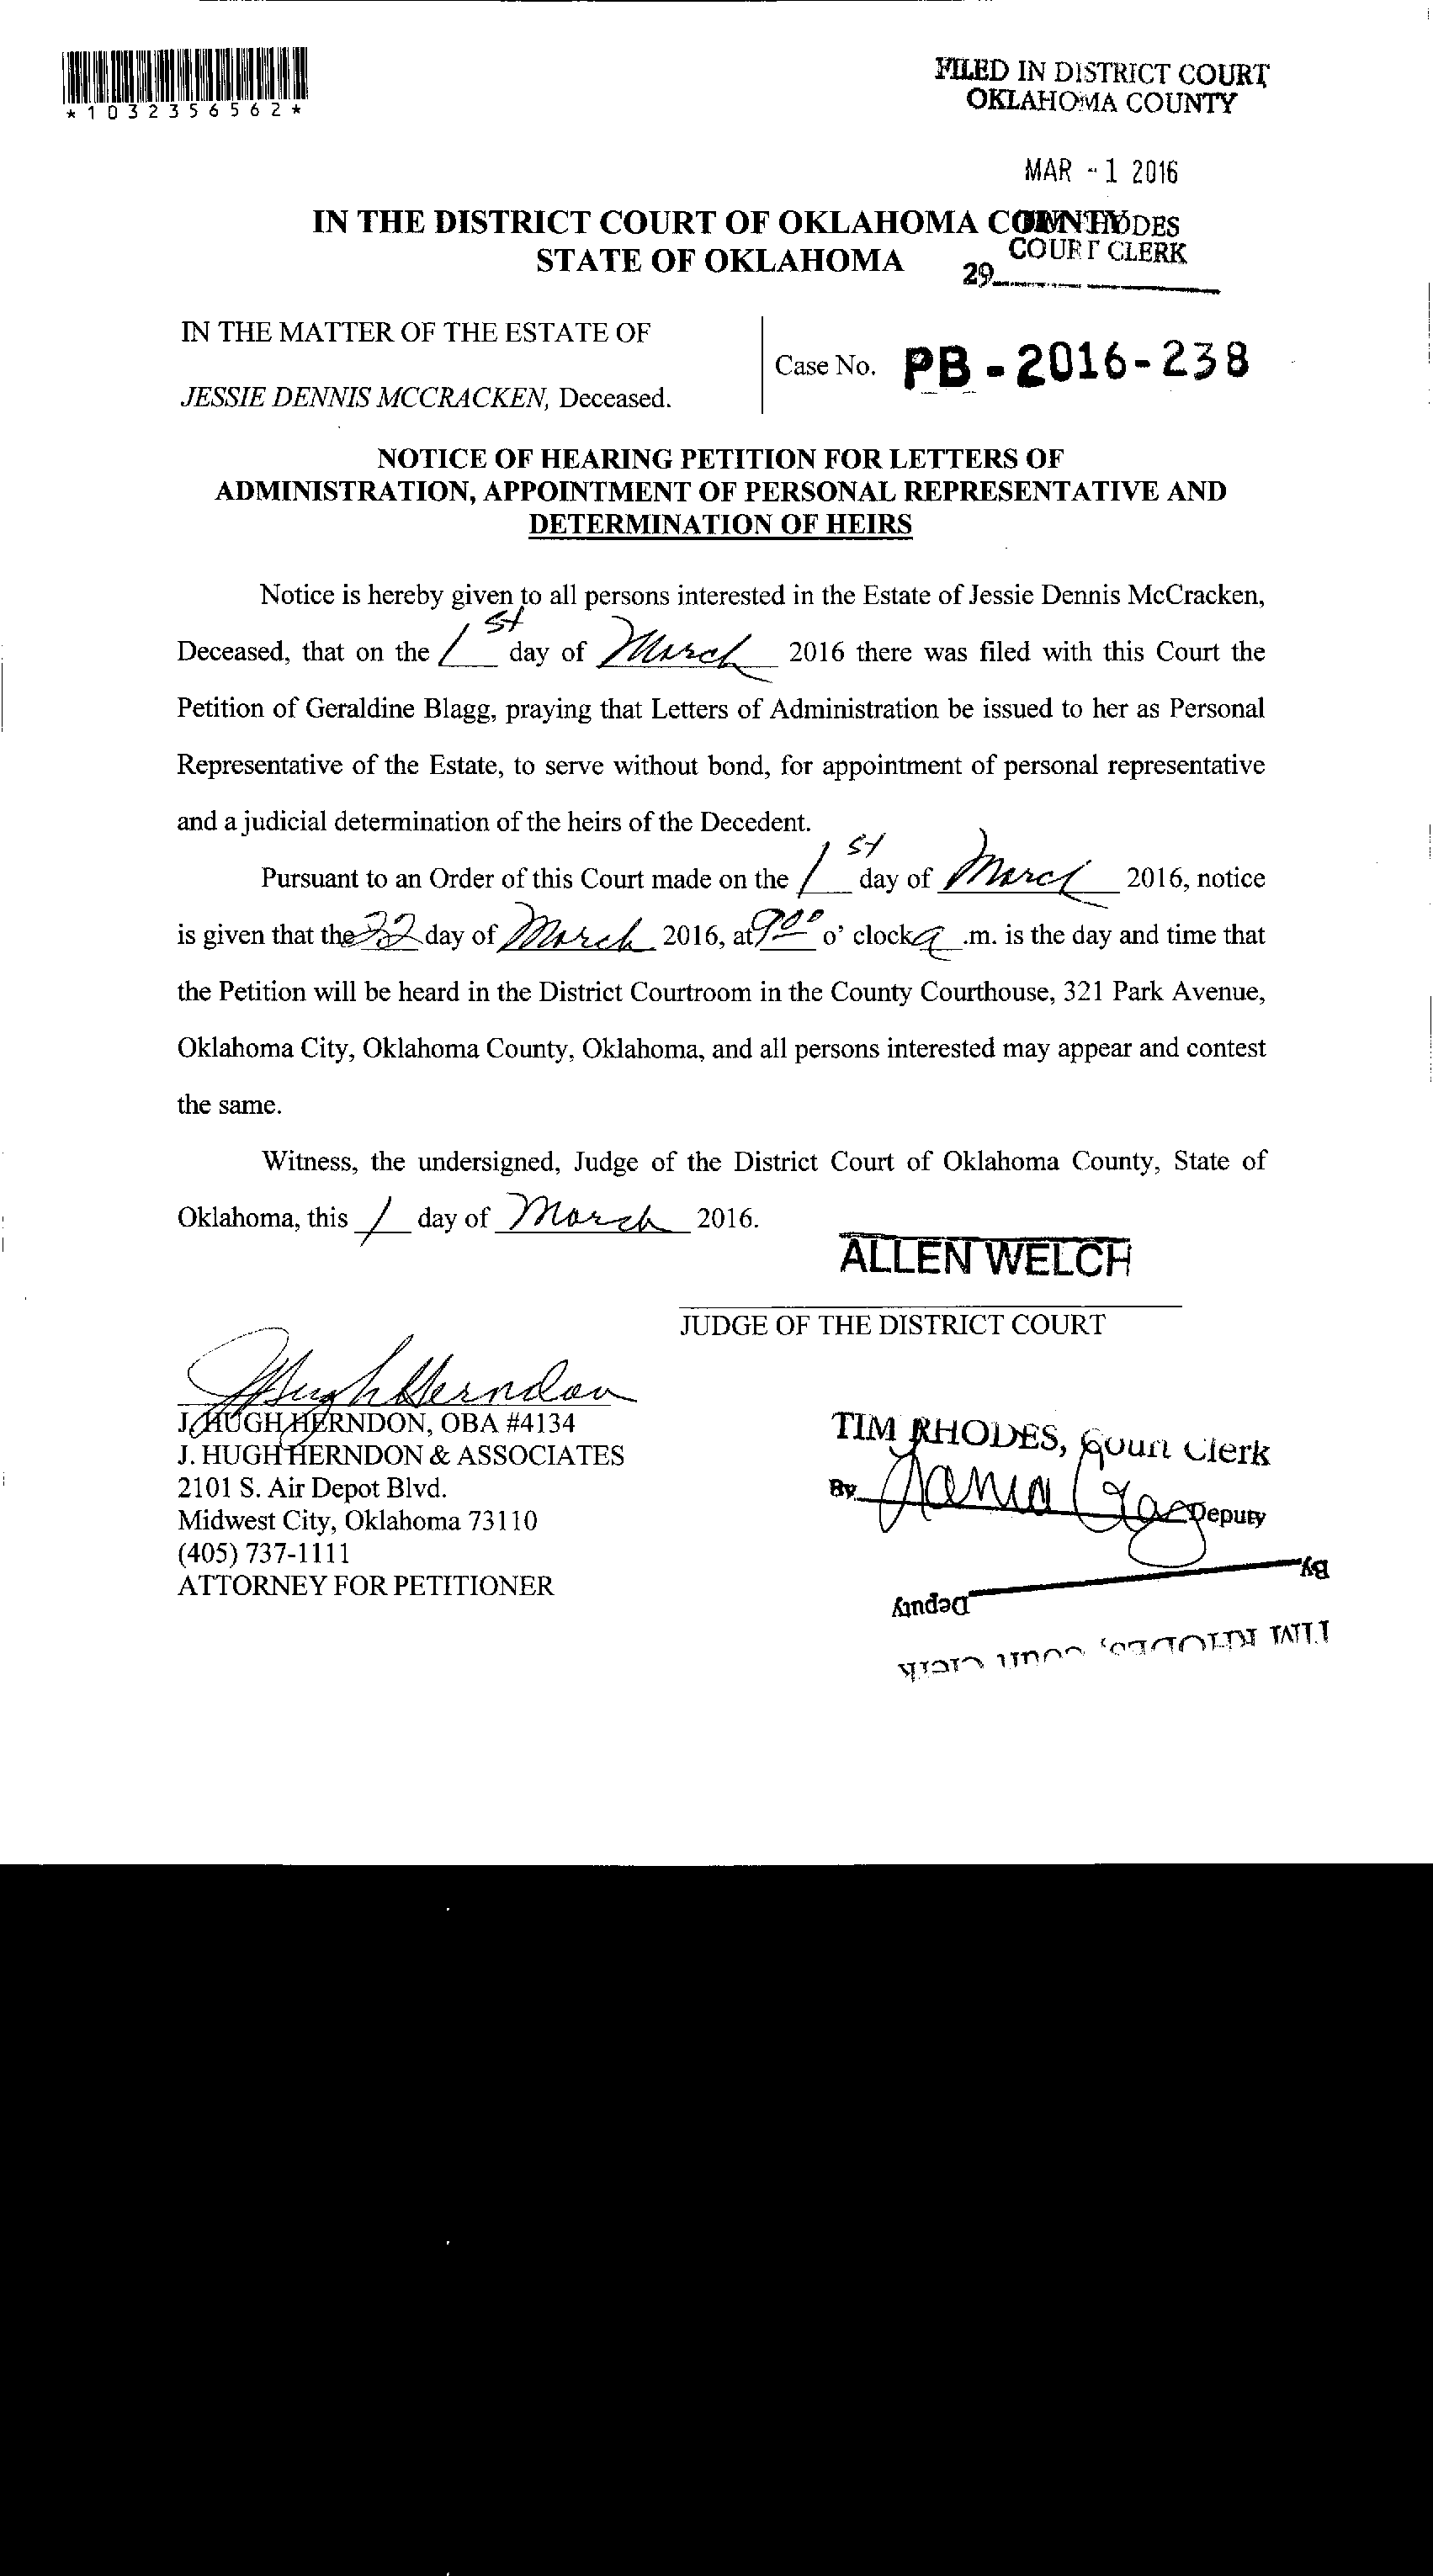 *1032356562*
FILED IN DISTRICT COURT
OKLAHOMA COUNTY
MAR - 1 2016
IN THE DISTRICT COURT OF OKLAHOMA COUNTY
STATE OF OKLAHOMA
RHODES
COURT CLERK
29
IN THE MATTER OF THE ESTATE OF
JESSIE DENNIS MCCRACKEN, Deceased.
Case No. PB - 2016 - 238
NOTICE OF HEARING PETITION FOR LETTERS OF
ADMINISTRATION, APPOINTMENT OF PERSONAL REPRESENTATIVE AND
DETERMINATION OF HEIRS
Notice is hereby given to all persons interested in the Estate of Jessie Dennis McCracken,
Deceased, that on the 1st day of March 2016 there was filed with this Court the
Petition of Geraldine Blagg, praying that Letters of Administration be issued to her as Personal
Representative of the Estate, to serve without bond, for appointment of personal representative
and a judicial determination of the heirs of the Decedent.
Pursuant to an Order of this Court made on the 1st day of March 2016, notice
is given that the 22 day of March 2016, at 9:00 o' clock a .m. is the day and time that
the Petition will be heard in the District Courtroom in the County Courthouse, 321 Park Avenue,
Oklahoma City, Oklahoma County, Oklahoma, and all persons interested may appear and contest
the same.
Witness, the undersigned, Judge of the District Court of Oklahoma County, State of
Oklahoma, this 1 day of March 2016.
ALLEN WELCH
JUDGE OF THE DISTRICT COURT
J Hugh Herndon
J. HUGH HERNDON, OBA #4134
J. HUGH HERNDON & ASSOCIATES
2101 S. Air Depot Blvd.
Midwest City, Oklahoma 73110
(405) 737-1111
ATTORNEY FOR PETITIONER
TIM RHODES, Court Clerk
By Deputy
By Deputy
TIM RHODES, Court Clerk